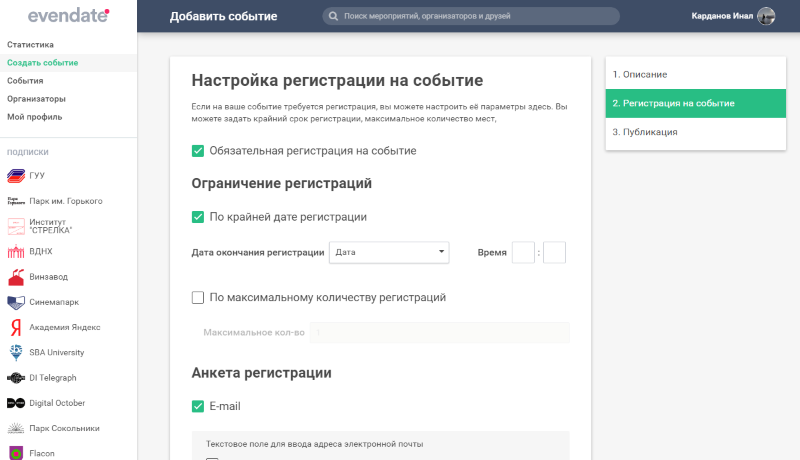 evendate
Добавить событие
Поиск мероприятий, организаторов и друзей
Карданов Инал
Статистика
Создать событие
События
Организаторы
Мой профиль
ПОДПИСКИ
ГУУ
Парк им. Горького
Институт
"СТРЕЛКА"
ВДНХ
Винзавод
Синемапарк
Академия Яндекс
SBA University
DI Telegraph
Digital October
Парк Сокольники
Flacon
Настройка регистрации на событие
Если на ваше событие требуется регистрация, вы можете настроить её параметры здесь. Вы
можете задать крайний срок регистрации, максимальное количество мест,
Обязательная регистрация на событие
Ограничение регистраций
По крайней дате регистрации
Дата окончания регистрации Дата Время :
По максимальному количеству регистраций
Максимальное кол-во
Анкета регистрации
E-mail
Текстовое поле для ввода адреса электронной почты
1. Описание
2. Регистрация на событие
3. Публикация